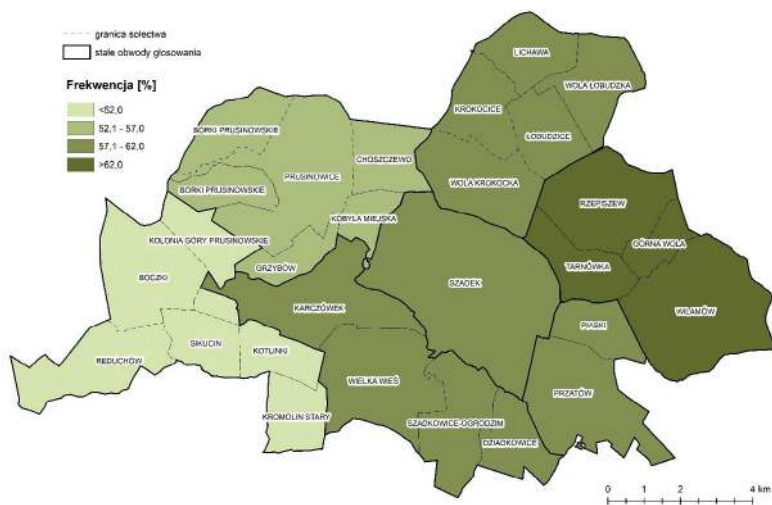 granica sołectwa
stałe obwody głosowania
Frekwencja [%]
<52,0
52,1 - 57,0
57,1 - 62,0
>62,0
LICHAWA
WOLA ŁOBUDZKA
KROKOCICE
ŁOBUDZICE
BORKI PRUSINOWSKIE
CHOSZCZEWO
PRUSINOWICE
WOLA KROKOCKA
BORKI PRUSINOWSKIE
RZEPISZEW
KOBYLA MIEJSKA
KOLONIA GÓRY PRUSINOWSKIE
GÓRNA WOLA
BOCZKI
GRZYBÓW
SZADEK
TARNÓWKA
KARCZÓWEK
WILAMÓW
PIASKI
SIKUCIN
KOTLINKI
REDUCHÓW
WIELKA WIEŚ
PRZATÓW
KROMOLIN STARY
SZADKOWICE-OGRODZIM
DZIADKOWICE
0 1 2 4 km